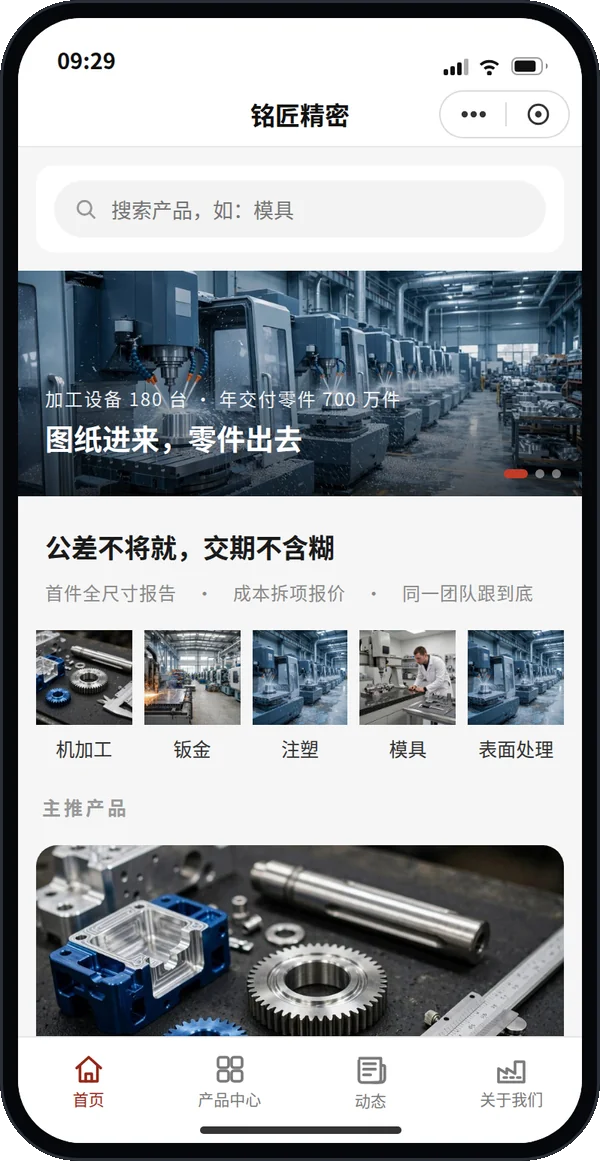 09:29
铭匠精密
搜索产品，如：模具
加工设备 180 台 · 年交付零件 700 万件
图纸进来，零件出去
公差不将就，交期不含糊
首件全尺寸报告 · 成本拆项报价 · 同一团队跟到底
机加工 钣金 注塑 模具 表面处理
主推产品
首页 产品中心 动态 关于我们